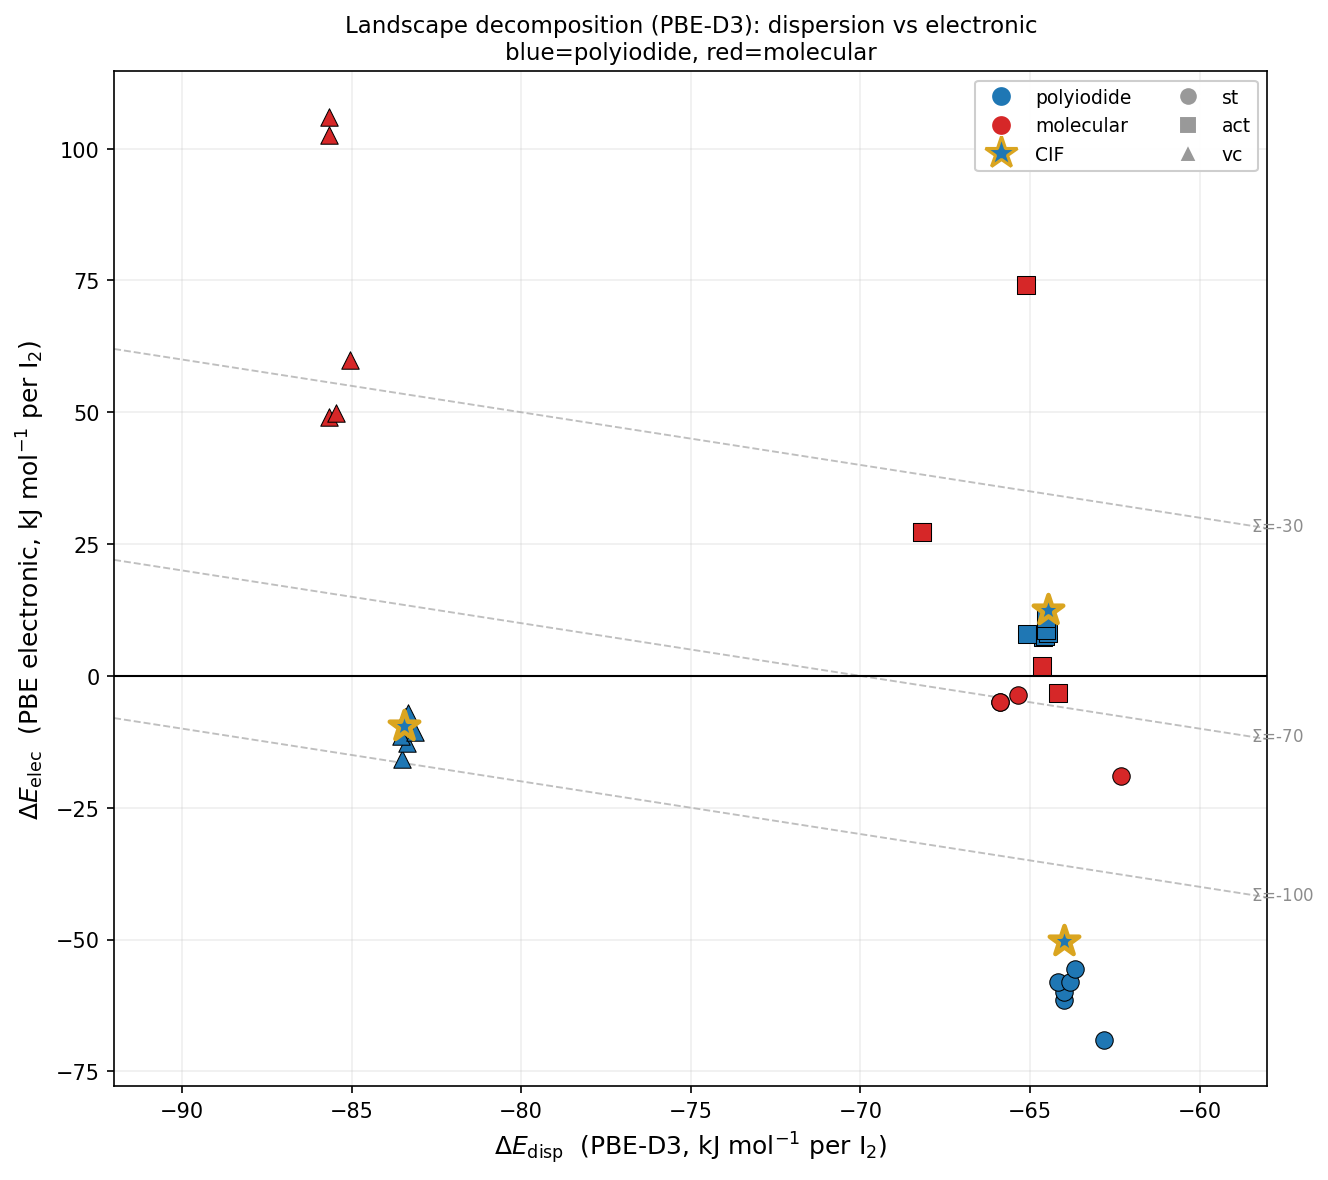 Landscape decomposition (PBE-D3): dispersion vs electronic
blue=polyiodide, red=molecular
polyiodide
molecular
CIF
st
act
vc
ΔE_elec (PBE electronic, kJ mol⁻¹ per I₂)
100
75
50
25
0
−25
−50
−75
Σ=-30
Σ=-70
Σ=-100
−90
−85
−80
−75
−70
−65
−60
ΔE_disp (PBE-D3, kJ mol⁻¹ per I₂)